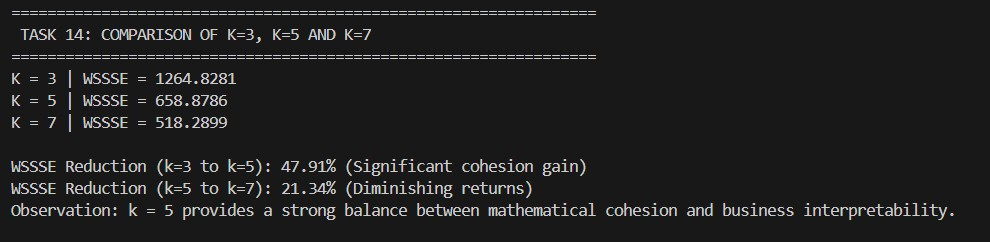 =================================================================
TASK 14: COMPARISON OF K=3, K=5 AND K=7
=================================================================
K = 3 | WSSSE = 1264.8281
K = 5 | WSSSE = 658.8786
K = 7 | WSSSE = 518.2899
WSSSE Reduction (k=3 to k=5): 47.91% (Significant cohesion gain)
WSSSE Reduction (k=5 to k=7): 21.34% (Diminishing returns)
Observation: k = 5 provides a strong balance between mathematical cohesion and business interpretability.